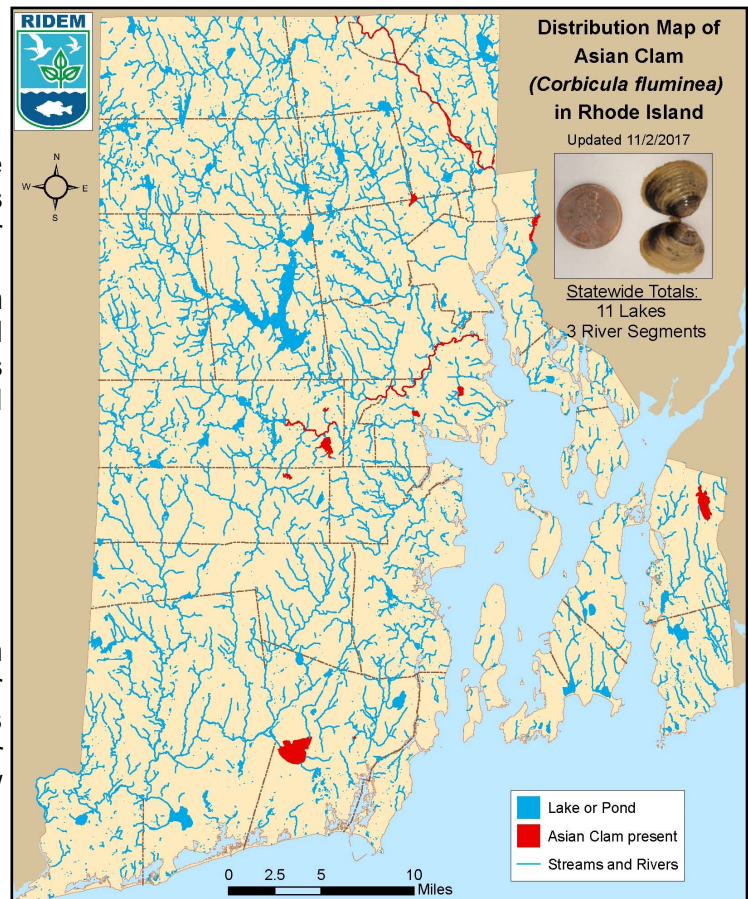 RIDEM
Distribution Map of
Asian Clam
(Corbicula fluminea)
in Rhode Island
Updated 11/2/2017
N
W E
S
Statewide Totals:
11 Lakes
3 River Segments
Lake or Pond
Asian Clam present
Streams and Rivers
0 2.5 5 10
Miles